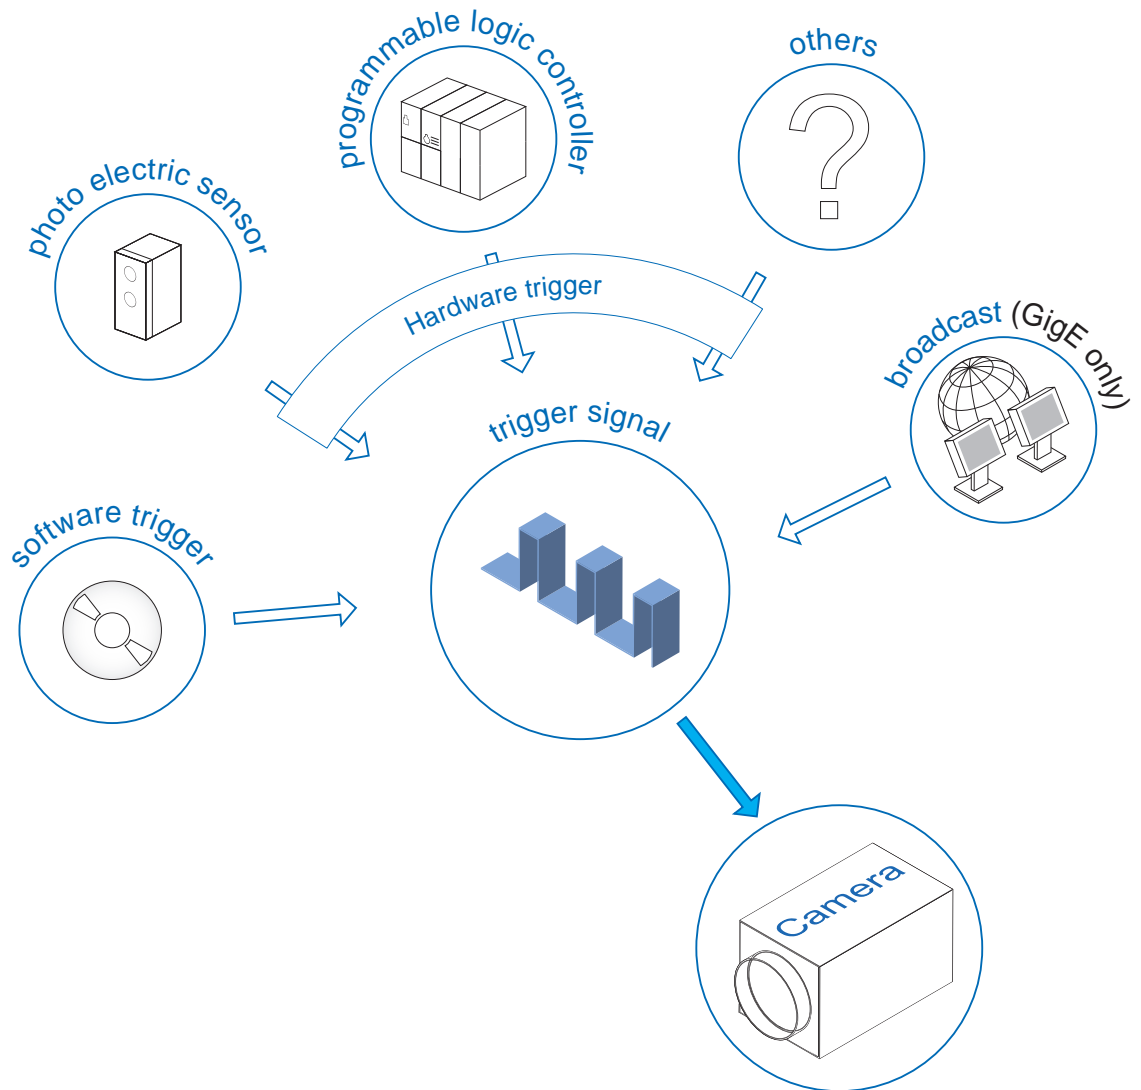 programmable logic controller
others
photo electric sensor
Hardware trigger
broadcast (GigE only)
trigger signal
software trigger
Camera